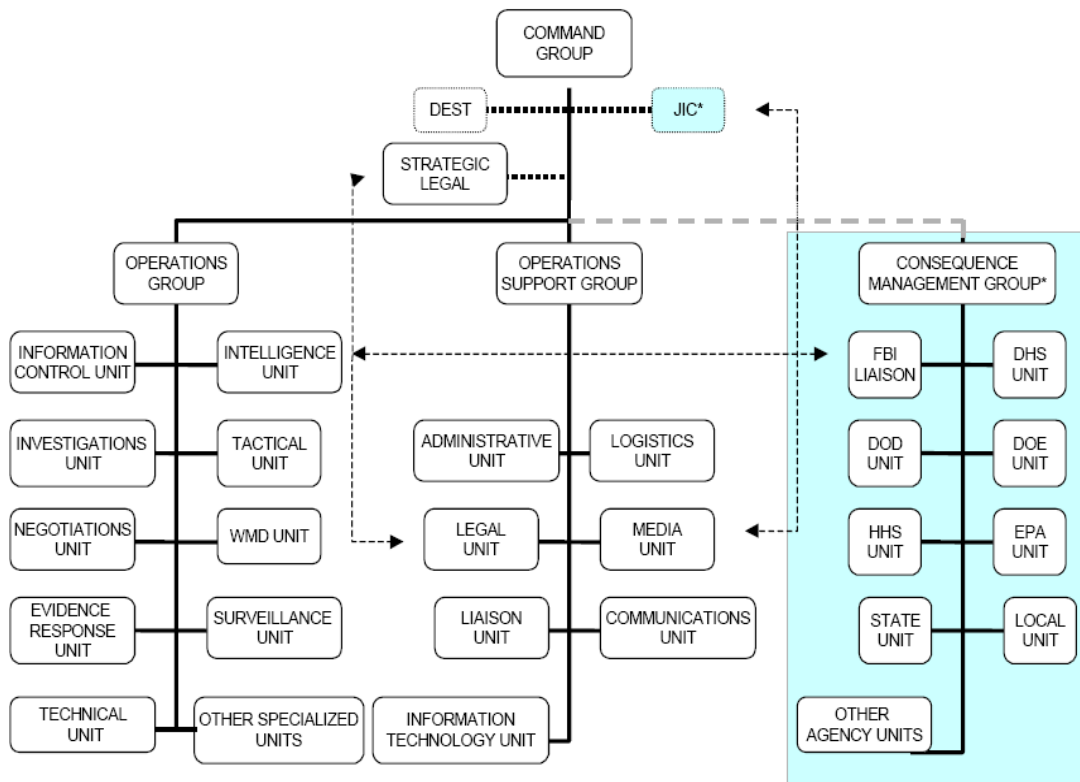 COMMAND
GROUP
DEST
JIC*
STRATEGIC
LEGAL
OPERATIONS
GROUP
OPERATIONS
SUPPORT GROUP
CONSEQUENCE
MANAGEMENT GROUP*
INFORMATION
CONTROL UNIT
INTELLIGENCE
UNIT
FBI
LIAISON
DHS
UNIT
INVESTIGATIONS
UNIT
TACTICAL
UNIT
ADMINISTRATIVE
UNIT
LOGISTICS
UNIT
DOD
UNIT
DOE
UNIT
NEGOTIATIONS
UNIT
WMD UNIT
LEGAL
UNIT
MEDIA
UNIT
HHS
UNIT
EPA
UNIT
EVIDENCE
RESPONSE
UNIT
SURVEILLANCE
UNIT
LIAISON
UNIT
COMMUNICATIONS
UNIT
STATE
UNIT
LOCAL
UNIT
TECHNICAL
UNIT
OTHER SPECIALIZED
UNITS
INFORMATION
TECHNOLOGY UNIT
OTHER
AGENCY UNITS